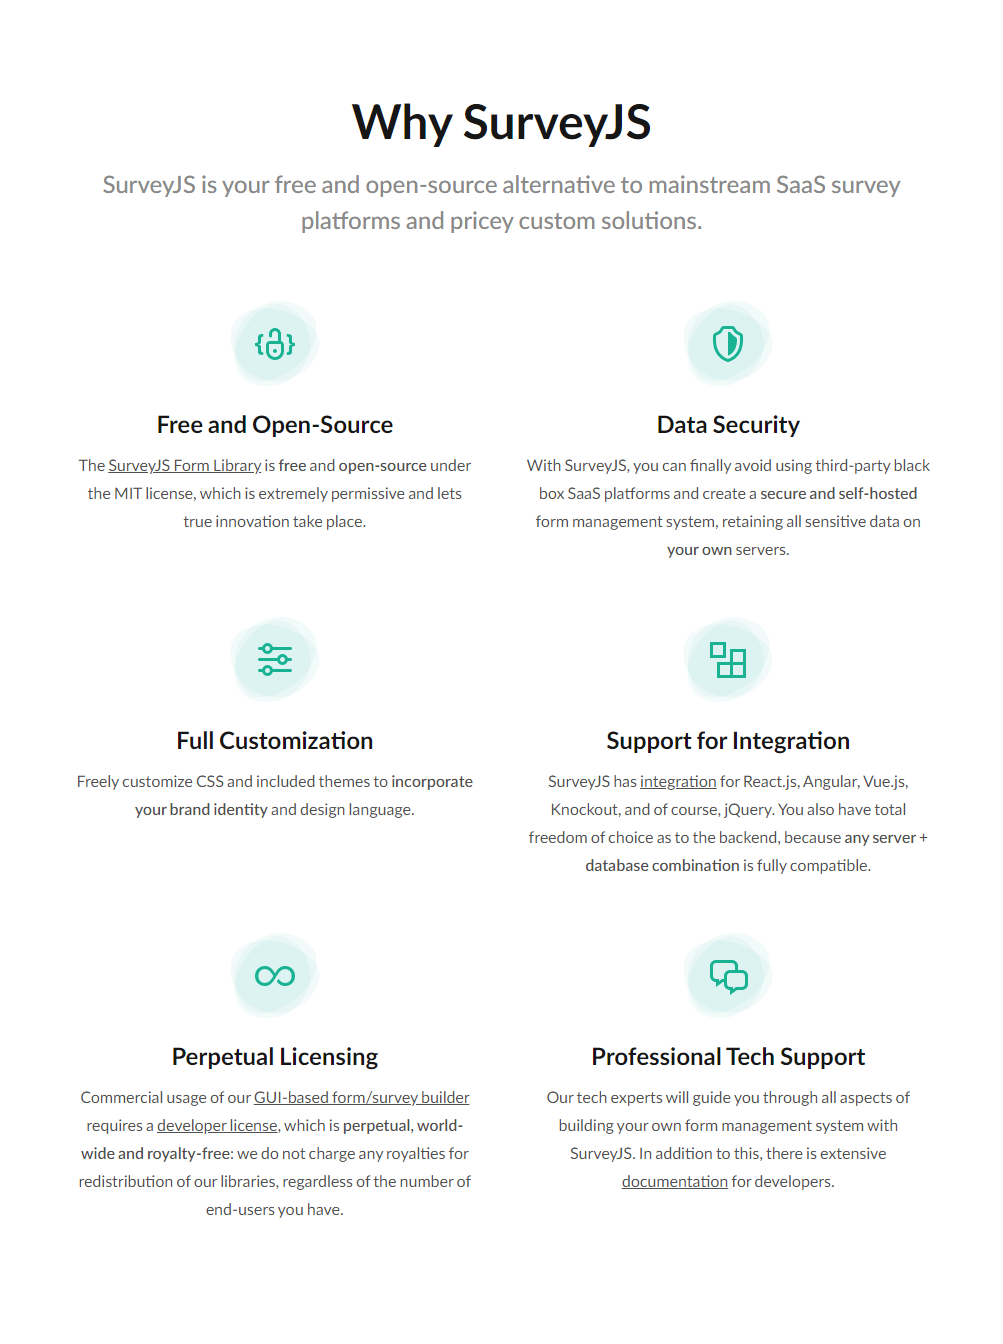 Why SurveyJS
SurveyJS is your free and open-source alternative to mainstream SaaS survey
platforms and pricey custom solutions.
Free and Open-Source
The SurveyJS Form Library is free and open-source under
the MIT license, which is extremely permissive and lets
true innovation take place.
Data Security
With SurveyJS, you can finally avoid using third-party black
box SaaS platforms and create a secure and self-hosted
form management system, retaining all sensitive data on
your own servers.
Full Customization
Freely customize CSS and included themes to incorporate
your brand identity and design language.
Support for Integration
SurveyJS has integration for React.js, Angular, Vue.js,
Knockout, and of course, jQuery. You also have total
freedom of choice as to the backend, because any server +
database combination is fully compatible.
Perpetual Licensing
Commercial usage of our GUI-based form/survey builder
requires a developer license, which is perpetual, world-
wide and royalty-free: we do not charge any royalties for
redistribution of our libraries, regardless of the number of
end-users you have.
Professional Tech Support
Our tech experts will guide you through all aspects of
building your own form management system with
SurveyJS. In addition to this, there is extensive
documentation for developers.